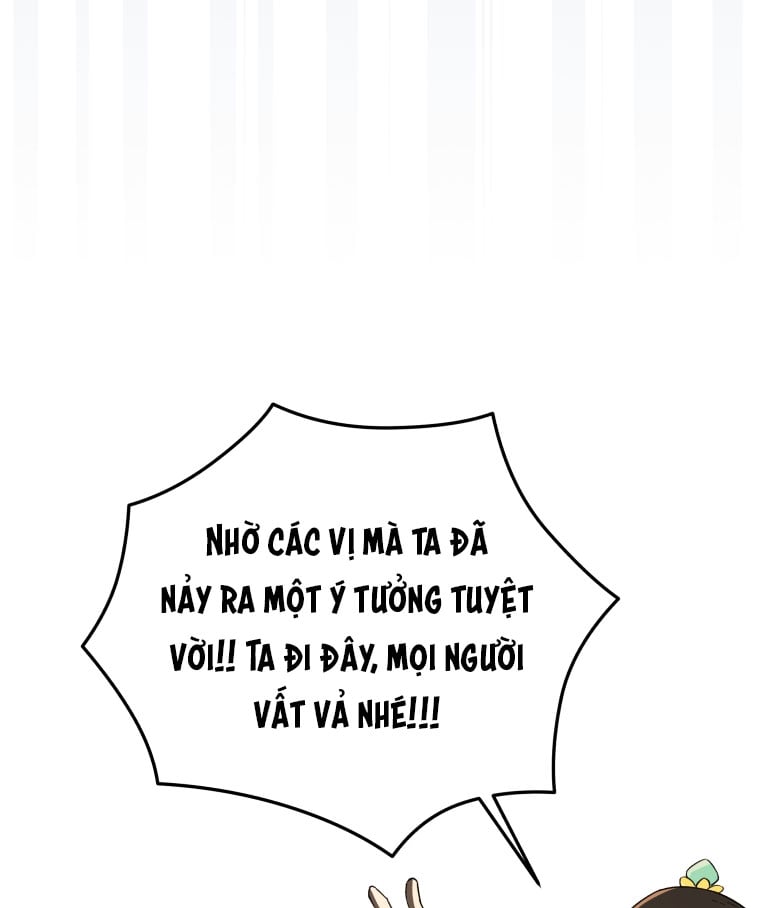 NHỜ CÁC VỊ MÀ TA ĐÃ
NẢY RA MỘT Ý TƯỞNG TUYỆT
VỜI!! TA ĐI ĐÂY, MỌI NGƯỜI
VẤT VẢ NHÉ!!!